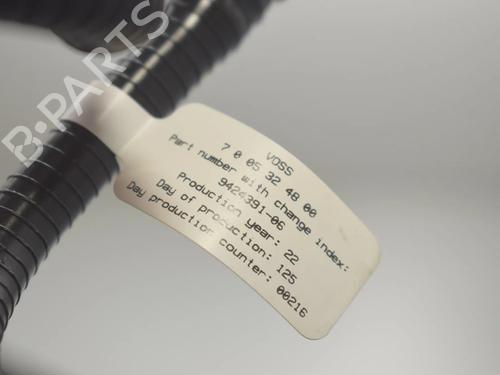 B-PARTS
VOSS
7 0 05 32 48 00
Part number with change index:
9424391-06
Production year: 22
Day of production: 125
Day production counter: 00216